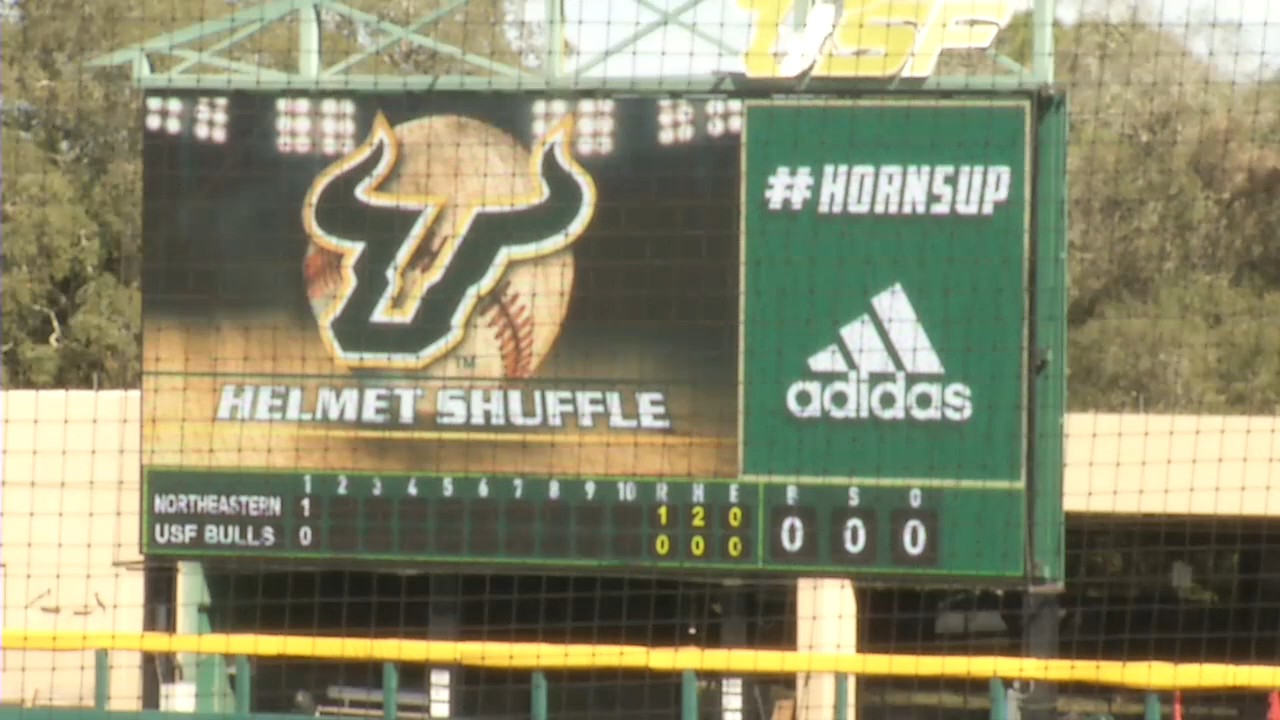 USF
#HORNSUP
adidas
TM
HELMET SHUFFLE
1 2 3 4 5 6 7 8 9 10 R H E B S O
NORTHEASTERN 1 1 2 0
USF BULLS 0 0 0 0 0 0 0